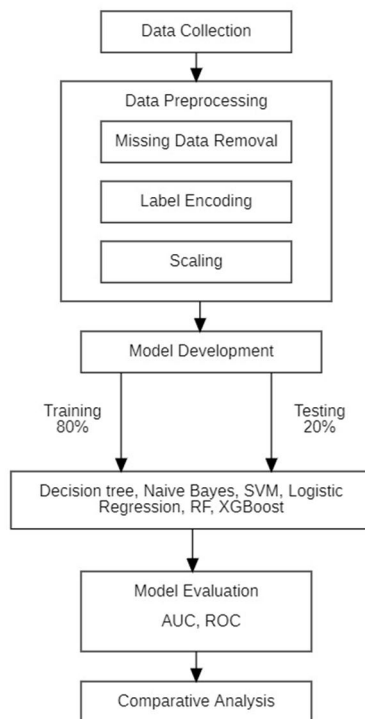 Data Collection
Data Preprocessing
Missing Data Removal
Label Encoding
Scaling
Model Development
Training
80%
Testing
20%
Decision tree, Naive Bayes, SVM, Logistic
Regression, RF, XGBoost
Model Evaluation
AUC, ROC
Comparative Analysis